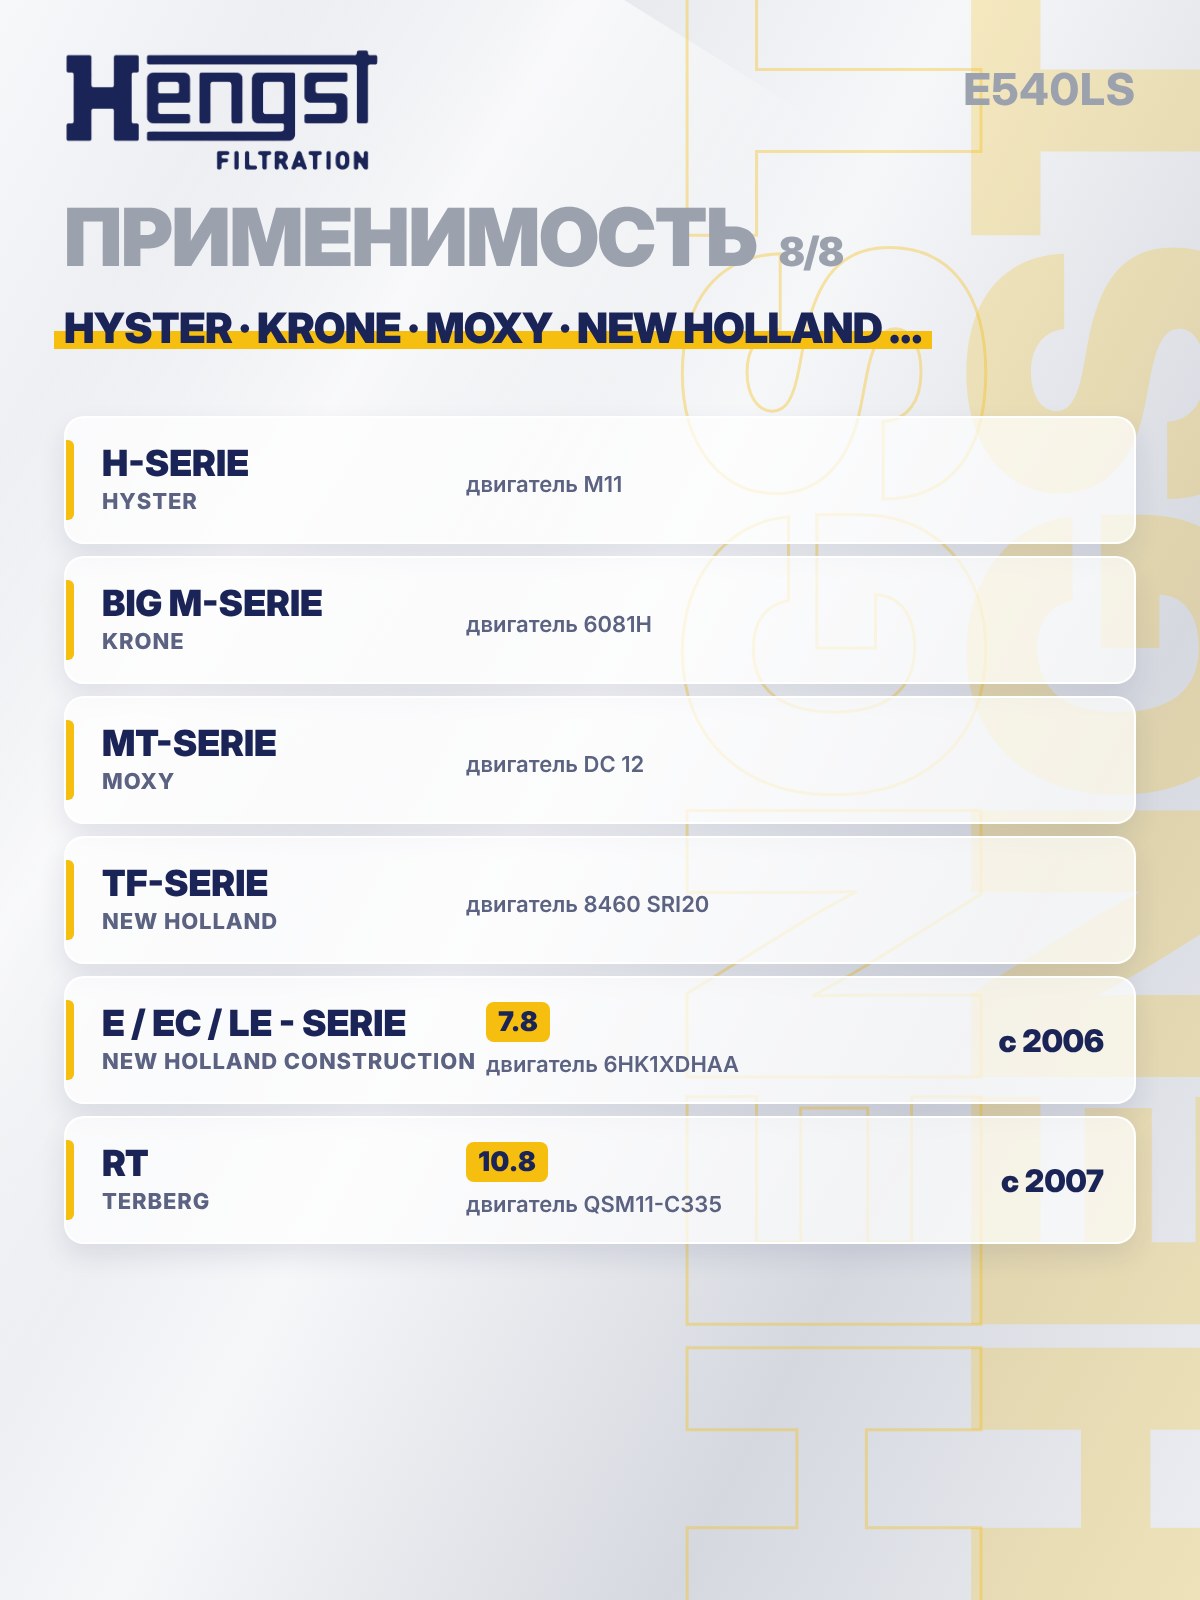 Hengst
FILTRATION
E540LS
ПРИМЕНИМОСТЬ 8/8
HYSTER · KRONE · MOXY · NEW HOLLAND ...
H-SERIE
HYSTER
двигатель M11
BIG M-SERIE
KRONE
двигатель 6081H
MT-SERIE
MOXY
двигатель DC 12
TF-SERIE
NEW HOLLAND
двигатель 8460 SRI20
E / EC / LE - SERIE
NEW HOLLAND CONSTRUCTION
7.8
двигатель 6HK1XDHAA
с 2006
RT
TERBERG
10.8
двигатель QSM11-C335
с 2007
HENGST
HENGST